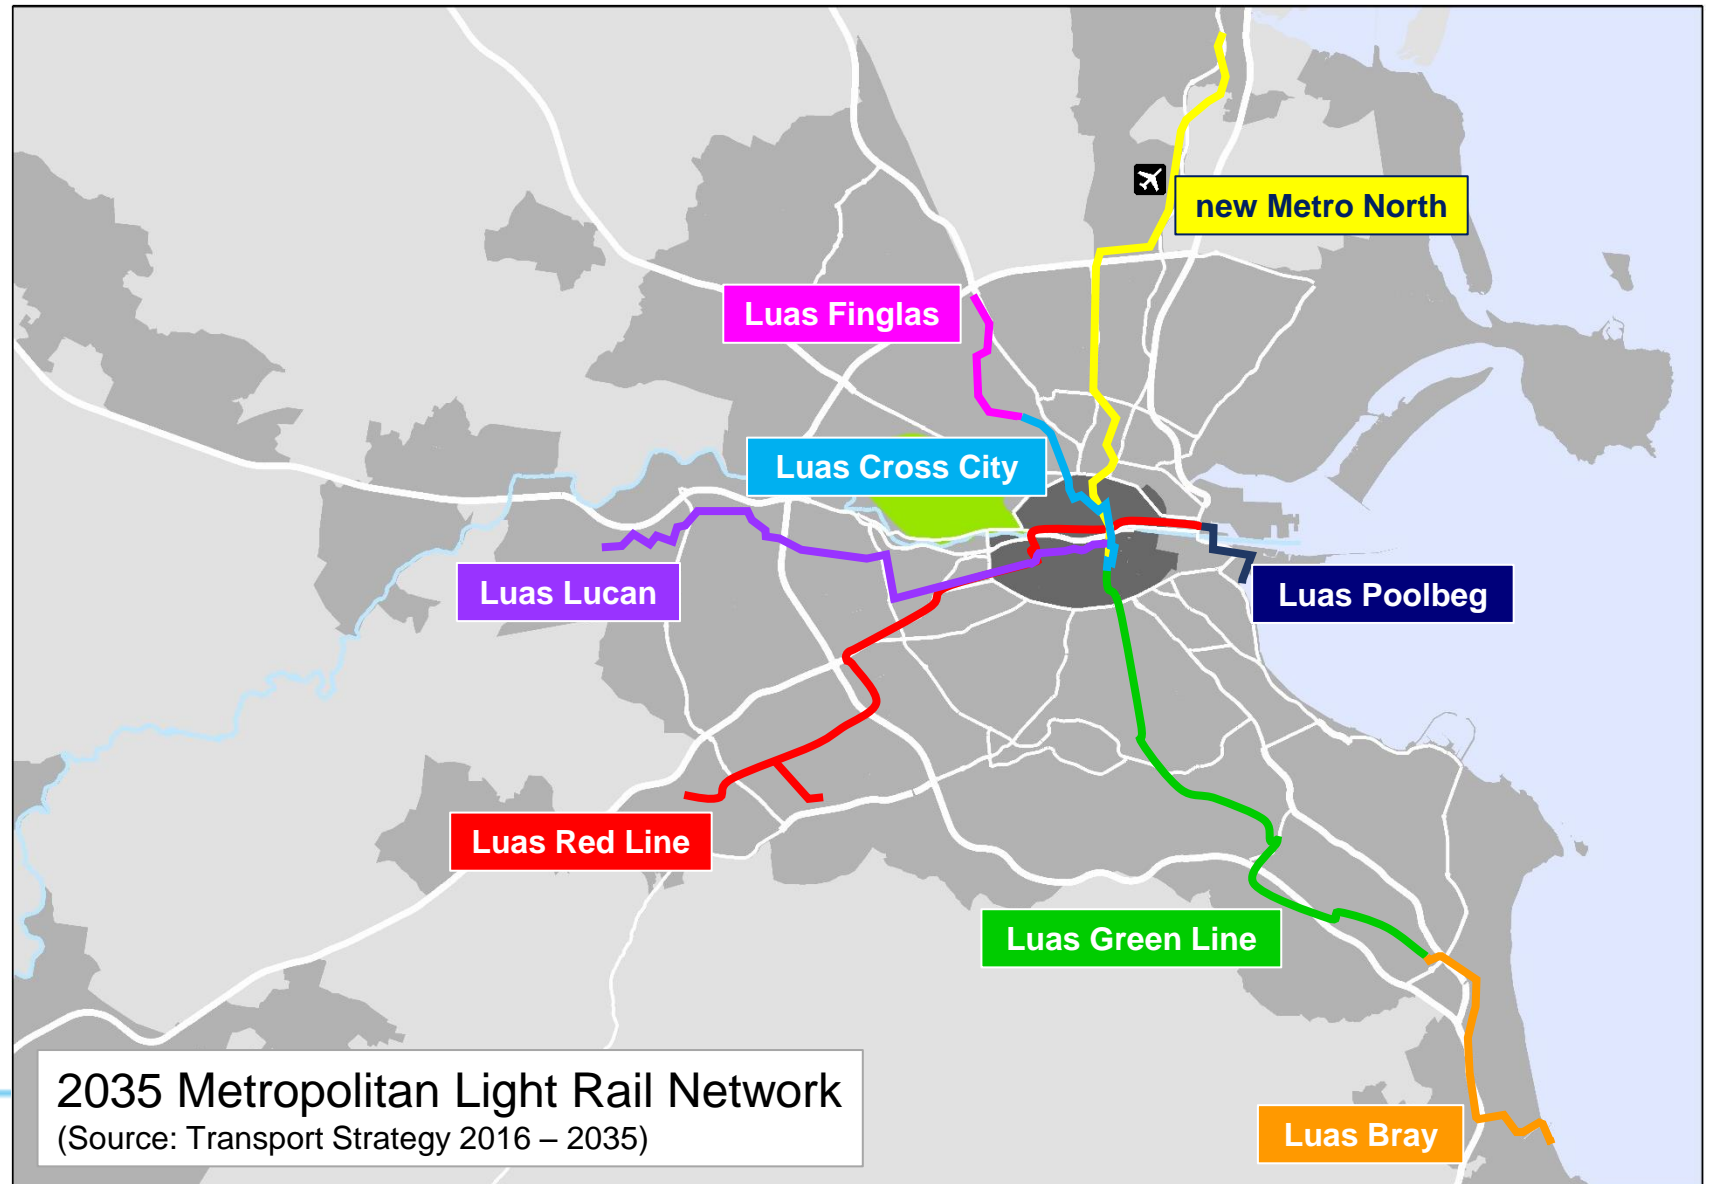 new Metro North
Luas Finglas
Luas Cross City
Luas Lucan
Luas Poolbeg
Luas Red Line
Luas Green Line
2035 Metropolitan Light Rail Network
(Source: Transport Strategy 2016 – 2035)
Luas Bray